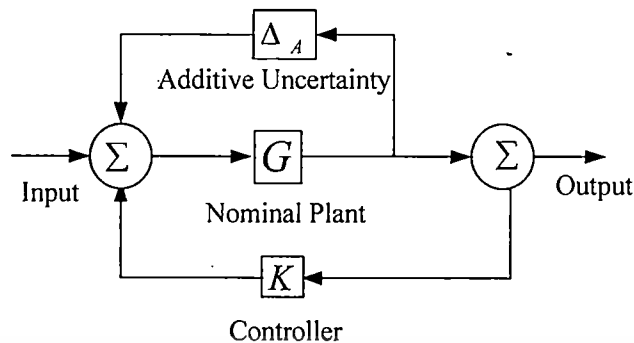 Δ_A
Additive Uncertainty
Σ G Σ
Input Output
Nominal Plant
K
Controller